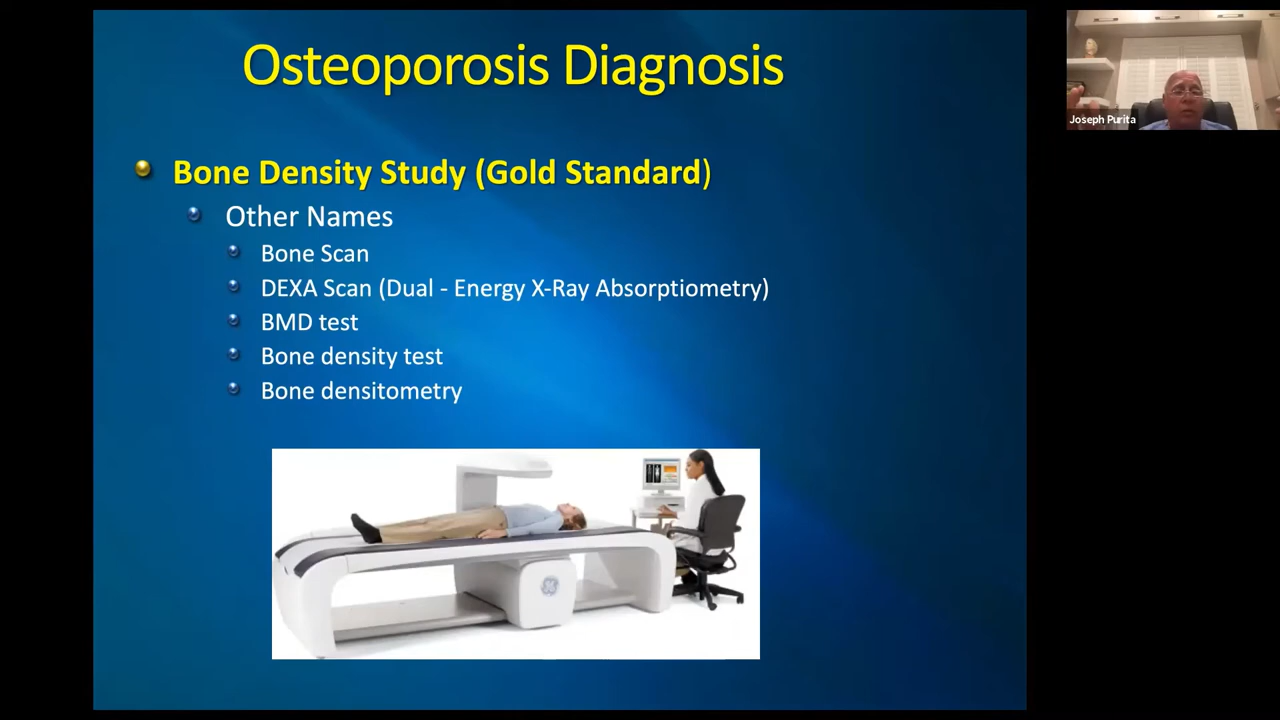 Osteoporosis Diagnosis
Bone Density Study (Gold Standard)
Other Names
Bone Scan
DEXA Scan (Dual - Energy X-Ray Absorptiometry)
BMD test
Bone density test
Bone densitometry
Joseph Purita